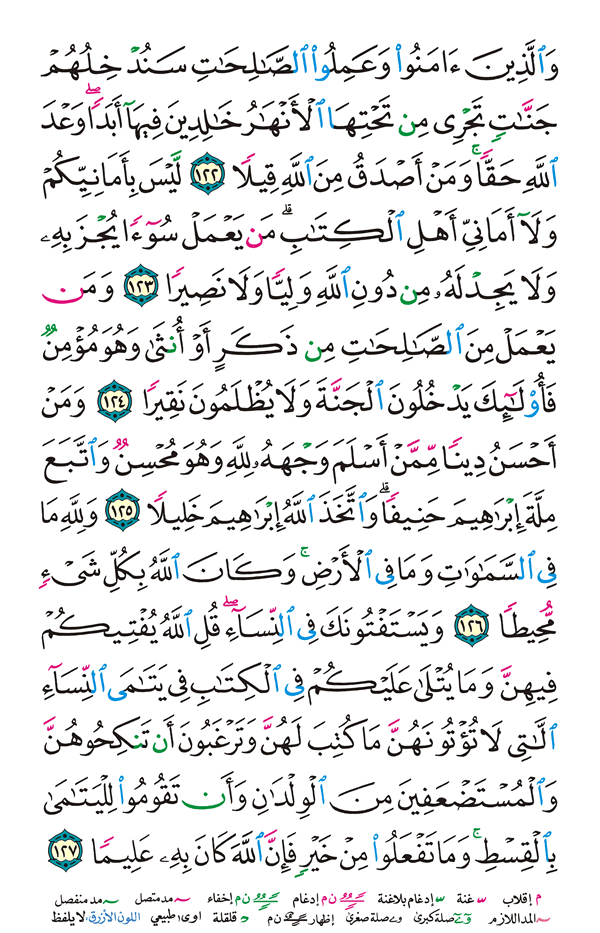 وَٱلَّذِينَ ءَامَنُوا۟ وَعَمِلُوا۟ ٱلصَّـٰلِحَـٰتِ سَنُدْخِلُهُمْ
جَنَّـٰتٍ تَجْرِى مِن تَحْتِهَا ٱلْأَنْهَـٰرُ خَـٰلِدِينَ فِيهَآ أَبَدًا ۖ وَعْدَ
ٱللَّهِ حَقًّا ۚ وَمَنْ أَصْدَقُ مِنَ ٱللَّهِ قِيلًا ١٢٢ لَّيْسَ بِأَمَانِيِّكُمْ
وَلَآ أَمَانِىِّ أَهْلِ ٱلْكِتَـٰبِ ۗ مَن يَعْمَلْ سُوٓءًا يُجْزَ بِهِۦ
وَلَا يَجِدْ لَهُۥ مِن دُونِ ٱللَّهِ وَلِيًّا وَلَا نَصِيرًا ١٢٣ وَمَن
يَعْمَلْ مِنَ ٱلصَّـٰلِحَـٰتِ مِن ذَكَرٍ أَوْ أُنثَىٰ وَهُوَ مُؤْمِنٌ
فَأُو۟لَـٰٓئِكَ يَدْخُلُونَ ٱلْجَنَّةَ وَلَا يُظْلَمُونَ نَقِيرًا ١٢٤ وَمَنْ
أَحْسَنُ دِينًا مِّمَّنْ أَسْلَمَ وَجْهَهُۥ لِلَّهِ وَهُوَ مُحْسِنٌ وَٱتَّبَعَ
مِلَّةَ إِبْرَٰهِيمَ حَنِيفًا ۗ وَٱتَّخَذَ ٱللَّهُ إِبْرَٰهِيمَ خَلِيلًا ١٢٥ وَلِلَّهِ مَا
فِى ٱلسَّمَـٰوَٰتِ وَمَا فِى ٱلْأَرْضِ ۚ وَكَانَ ٱللَّهُ بِكُلِّ شَىْءٍ
مُّحِيطًا ١٢٦ وَيَسْتَفْتُونَكَ فِى ٱلنِّسَآءِ ۖ قُلِ ٱللَّهُ يُفْتِيكُمْ
فِيهِنَّ وَمَا يُتْلَىٰ عَلَيْكُمْ فِى ٱلْكِتَـٰبِ فِى يَتَـٰمَى ٱلنِّسَآءِ
ٱلَّـٰتِى لَا تُؤْتُونَهُنَّ مَا كُتِبَ لَهُنَّ وَتَرْغَبُونَ أَن تَنكِحُوهُنَّ
وَٱلْمُسْتَضْعَفِينَ مِنَ ٱلْوِلْدَٰنِ وَأَن تَقُومُوا۟ لِلْيَتَـٰمَىٰ
بِٱلْقِسْطِ ۚ وَمَا تَفْعَلُوا۟ مِنْ خَيْرٍ فَإِنَّ ٱللَّهَ كَانَ بِهِۦ عَلِيمًا ١٢٧
م إقلاب غنة إدغام بلاغنة ن م إدغام ن م إخفاء مد متصل مد منفصل
المد اللازم صلة كبرى صلة صغرى إظهار ن م قلقلة اوى طبيعي اللون الأزرق: لا يلفظ